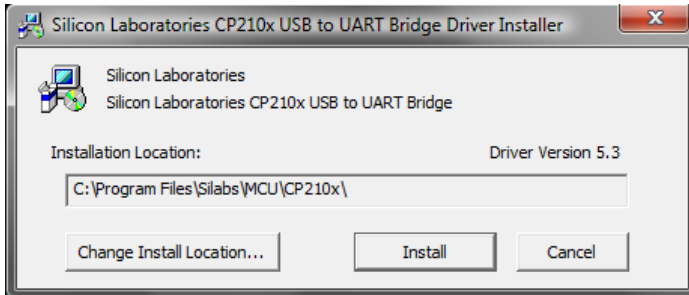 Silicon Laboratories CP210x USB to UART Bridge Driver Installer
Silicon Laboratories
Silicon Laboratories CP210x USB to UART Bridge
Installation Location: Driver Version 5.3
C:\Program Files\Silabs\MCU\CP210x\
Change Install Location... Install Cancel